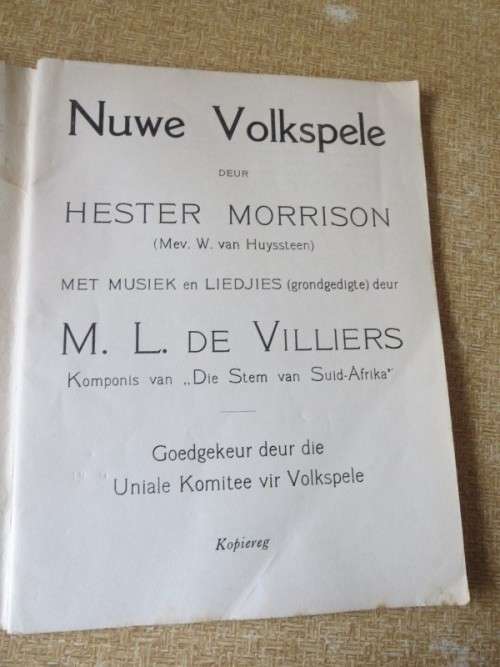 Nuwe Volkspele
DEUR
HESTER MORRISON
(Mev. W. van Huyssteen)
MET MUSIEK en LIEDJIES (grondgedigte) deur
M. L. DE VILLIERS
Komponis van „Die Stem van Suid-Afrika"
Goedgekeur deur die
Uniale Komitee vir Volkspele
Kopiereg